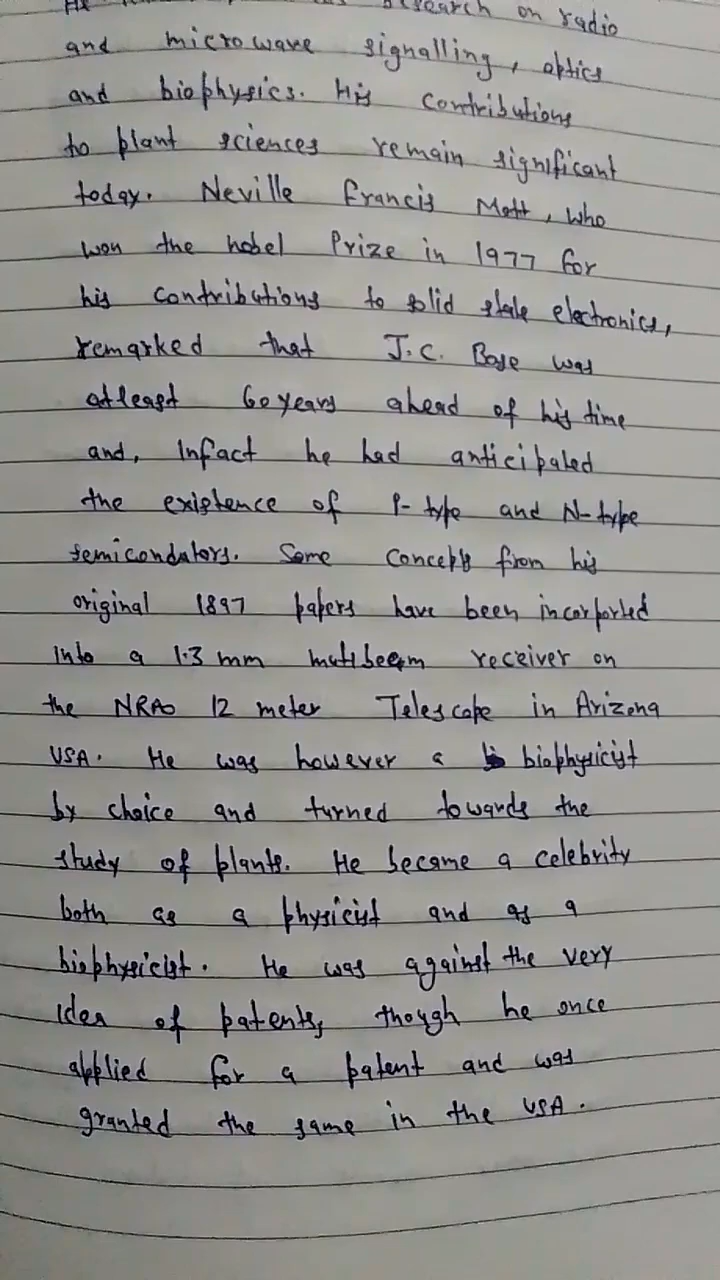 He research on radio
and microwave signalling, optics
and biophysics. His contributions
to plant sciences remain significant
today. Neville Francis Mott, who
won the nobel Prize in 1977 for
his contributions to solid state electronics,
remarked that J.C. Bose was
atleast 60 years ahead of his time
and, Infact he had anticipated
the existence of P-type and N-type
semicondators. Some concepts from his
original 1897 papers have been incorported
into a 1.3 mm multibeam receiver on
the NRAO 12 meter Telescope in Arizona
USA. He was however a biophysicist
by choice and turned towards the
study of plants. He became a celebrity
both as a physicist and as a
biophysicist. He was against the very
idea of patents, though he once
applied for a patent and was
granted the same in the USA.